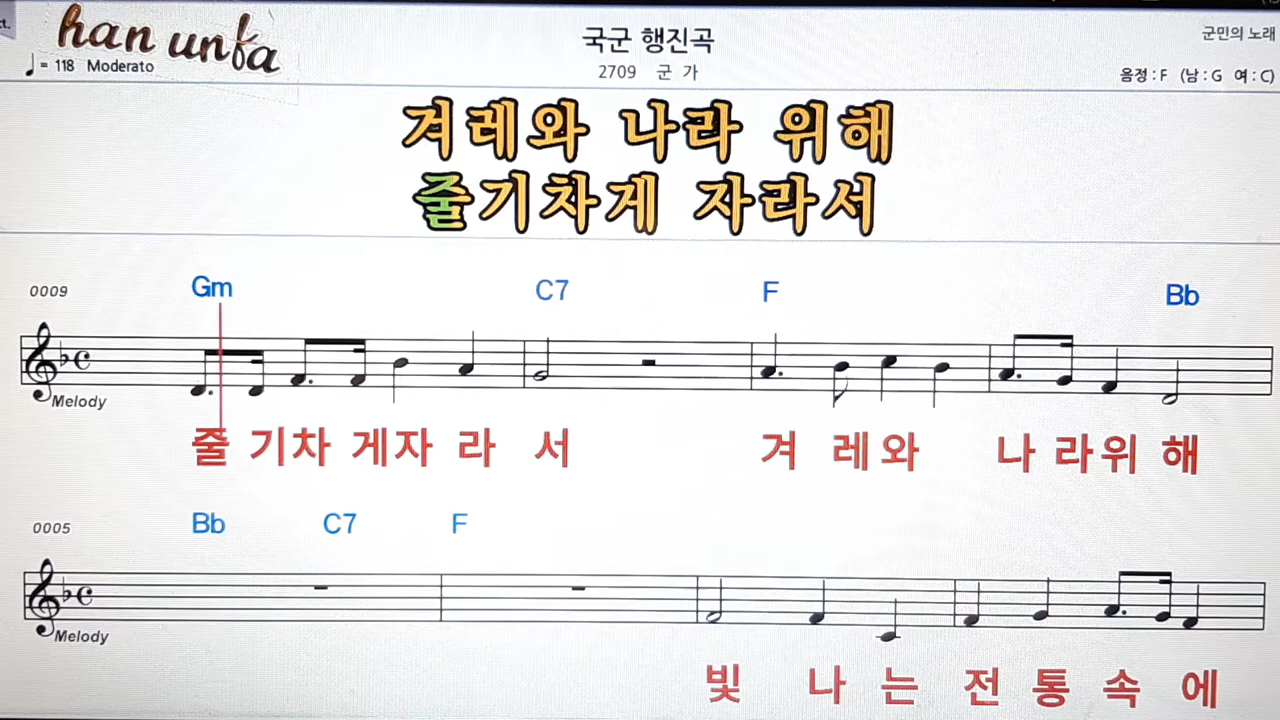 han unfa
국군 행진곡
군민의 노래
♩= 118 Moderato
2709 군 가
음정 : F (남 : G 여 : C)
겨레와 나라 위해
줄기차게 자라서
0009 Gm C7 F Bb
Melody
줄 기차 게자 라 서 겨 레와 나 라위 해
0005 Bb C7 F
Melody
빛 나 는 전 통 속 에